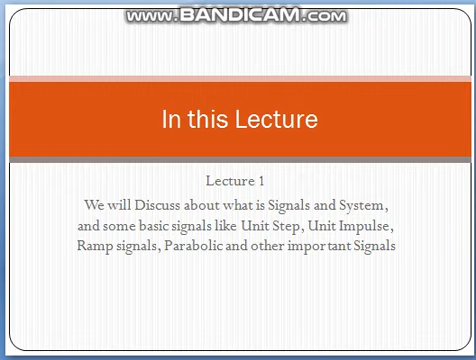 www.BANDICAM.com
In this Lecture
Lecture 1
We will Discuss about what is Signals and System,
and some basic signals like Unit Step, Unit Impulse,
Ramp signals, Parabolic and other important Signals